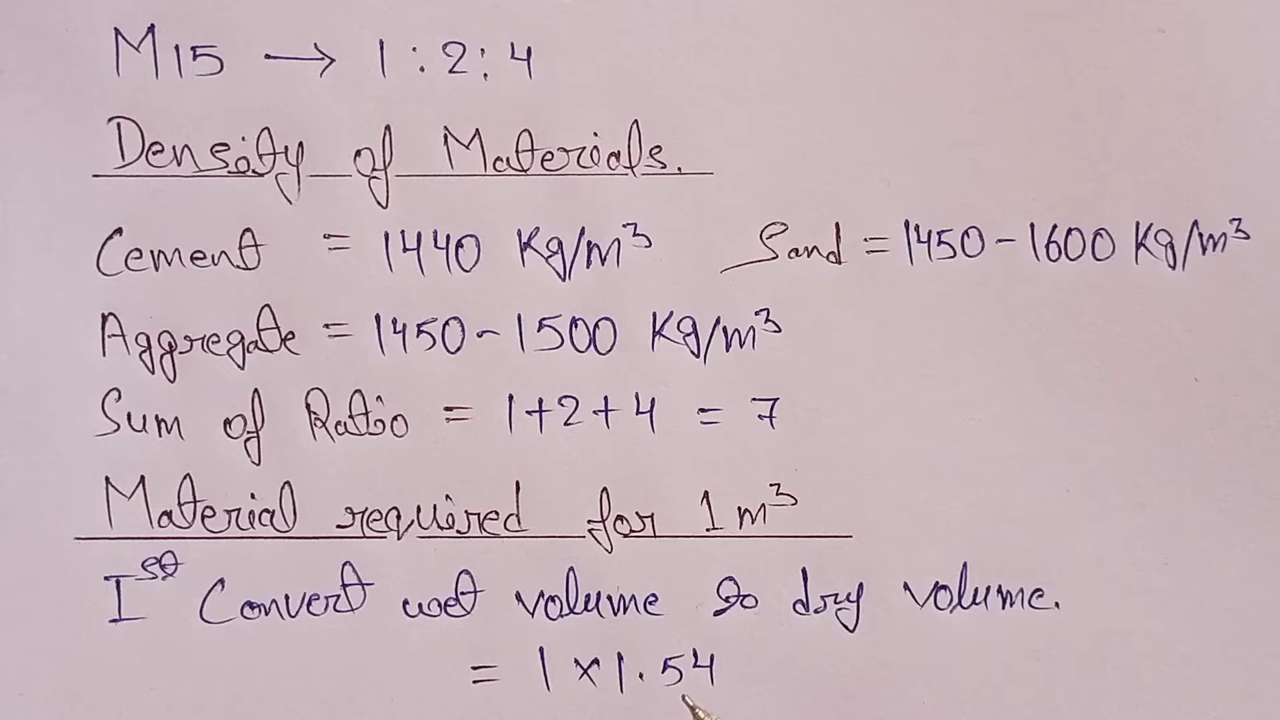 M15 → 1:2:4
Density of Materials.
Cement = 1440 Kg/m³ Sand = 1450-1600 Kg/m³
Aggregate = 1450-1500 Kg/m³
Sum of Ratio = 1+2+4 = 7
Material required for 1m³
Ist Convert wet volume to dry volume.
= 1×1.54